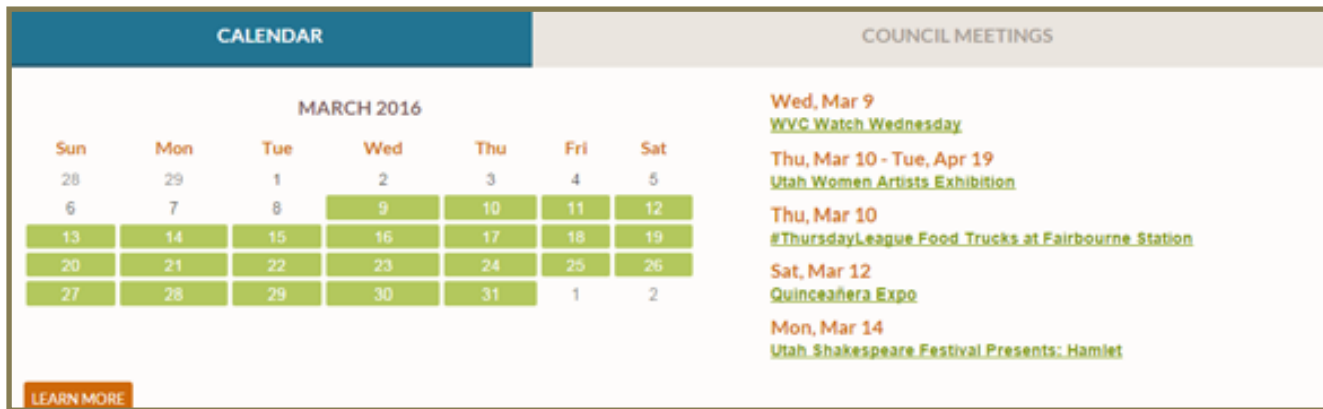 CALENDAR
COUNCIL MEETINGS
MARCH 2016
Sun Mon Tue Wed Thu Fri Sat
28 29 1 2 3 4 5
6 7 8 9 10 11 12
13 14 15 16 17 18 19
20 21 22 23 24 25 26
27 28 29 30 31 1 2
LEARN MORE
Wed, Mar 9
WVC Watch Wednesday
Thu, Mar 10 - Tue, Apr 19
Utah Women Artists Exhibition
Thu, Mar 10
#ThursdayLeague Food Trucks at Fairbourne Station
Sat, Mar 12
Quinceañera Expo
Mon, Mar 14
Utah Shakespeare Festival Presents: Hamlet